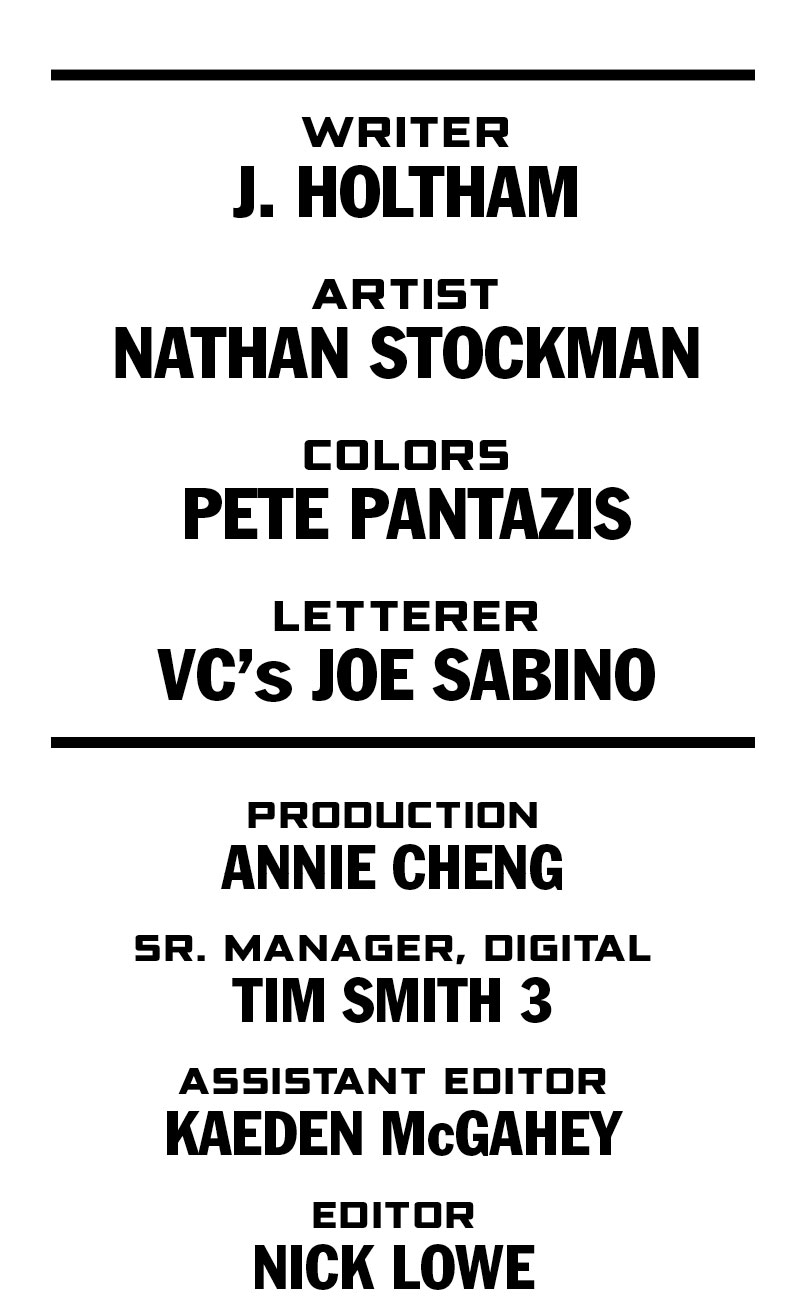 WRITER
J. HOLTHAM
ARTIST
NATHAN STOCKMAN
COLORS
PETE PANTAZIS
LETTERER
VC's JOE SABINO
PRODUCTION
ANNIE CHENG
SR. MANAGER, DIGITAL
TIM SMITH 3
ASSISTANT EDITOR
KAEDEN McGAHEY
EDITOR
NICK LOWE